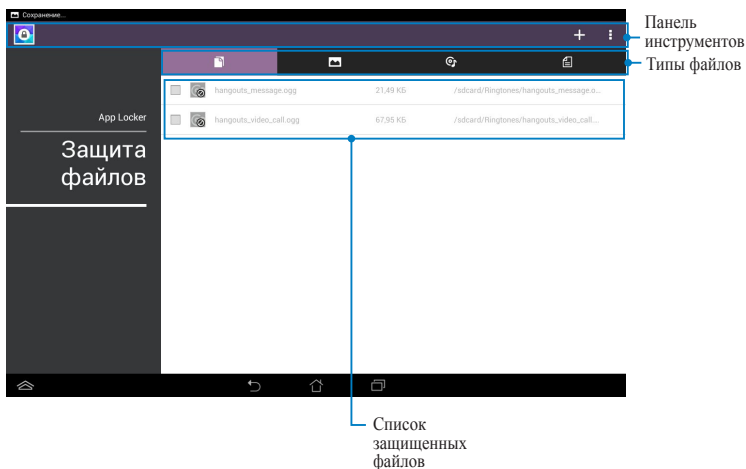 Сохранение...
Панель
инструментов
Типы файлов
hangouts_message.ogg 21,49 КБ /sdcard/Ringtones/hangouts_message.o...
hangouts_video_call.ogg 67,95 КБ /sdcard/Ringtones/hangouts_video_call...
App Locker
Защита
файлов
Список
защищенных
файлов